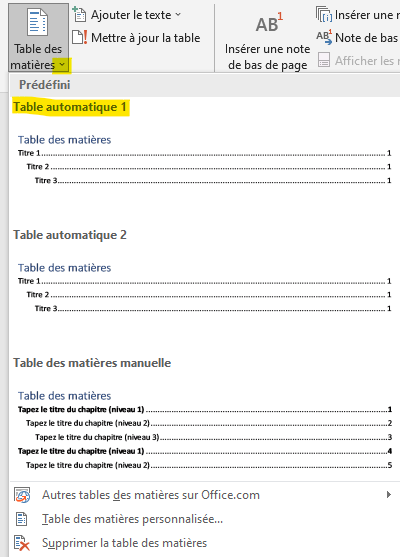 Table des
matières
Ajouter le texte
Mettre à jour la table
AB1
Insérer une note
de bas de page
Insérer une
Note de bas
Afficher les
Prédéfini
Table automatique 1
Table des matières
Titre 1 1
Titre 2 1
Titre 3 1
Table automatique 2
Table des matières
Titre 1 1
Titre 2 1
Titre 3 1
Table des matières manuelle
Table des matières
Tapez le titre du chapitre (niveau 1) 1
Tapez le titre du chapitre (niveau 2) 2
Tapez le titre du chapitre (niveau 3) 3
Tapez le titre du chapitre (niveau 1) 4
Tapez le titre du chapitre (niveau 2) 5
Autres tables des matières sur Office.com
Table des matières personnalisée...
Supprimer la table des matières